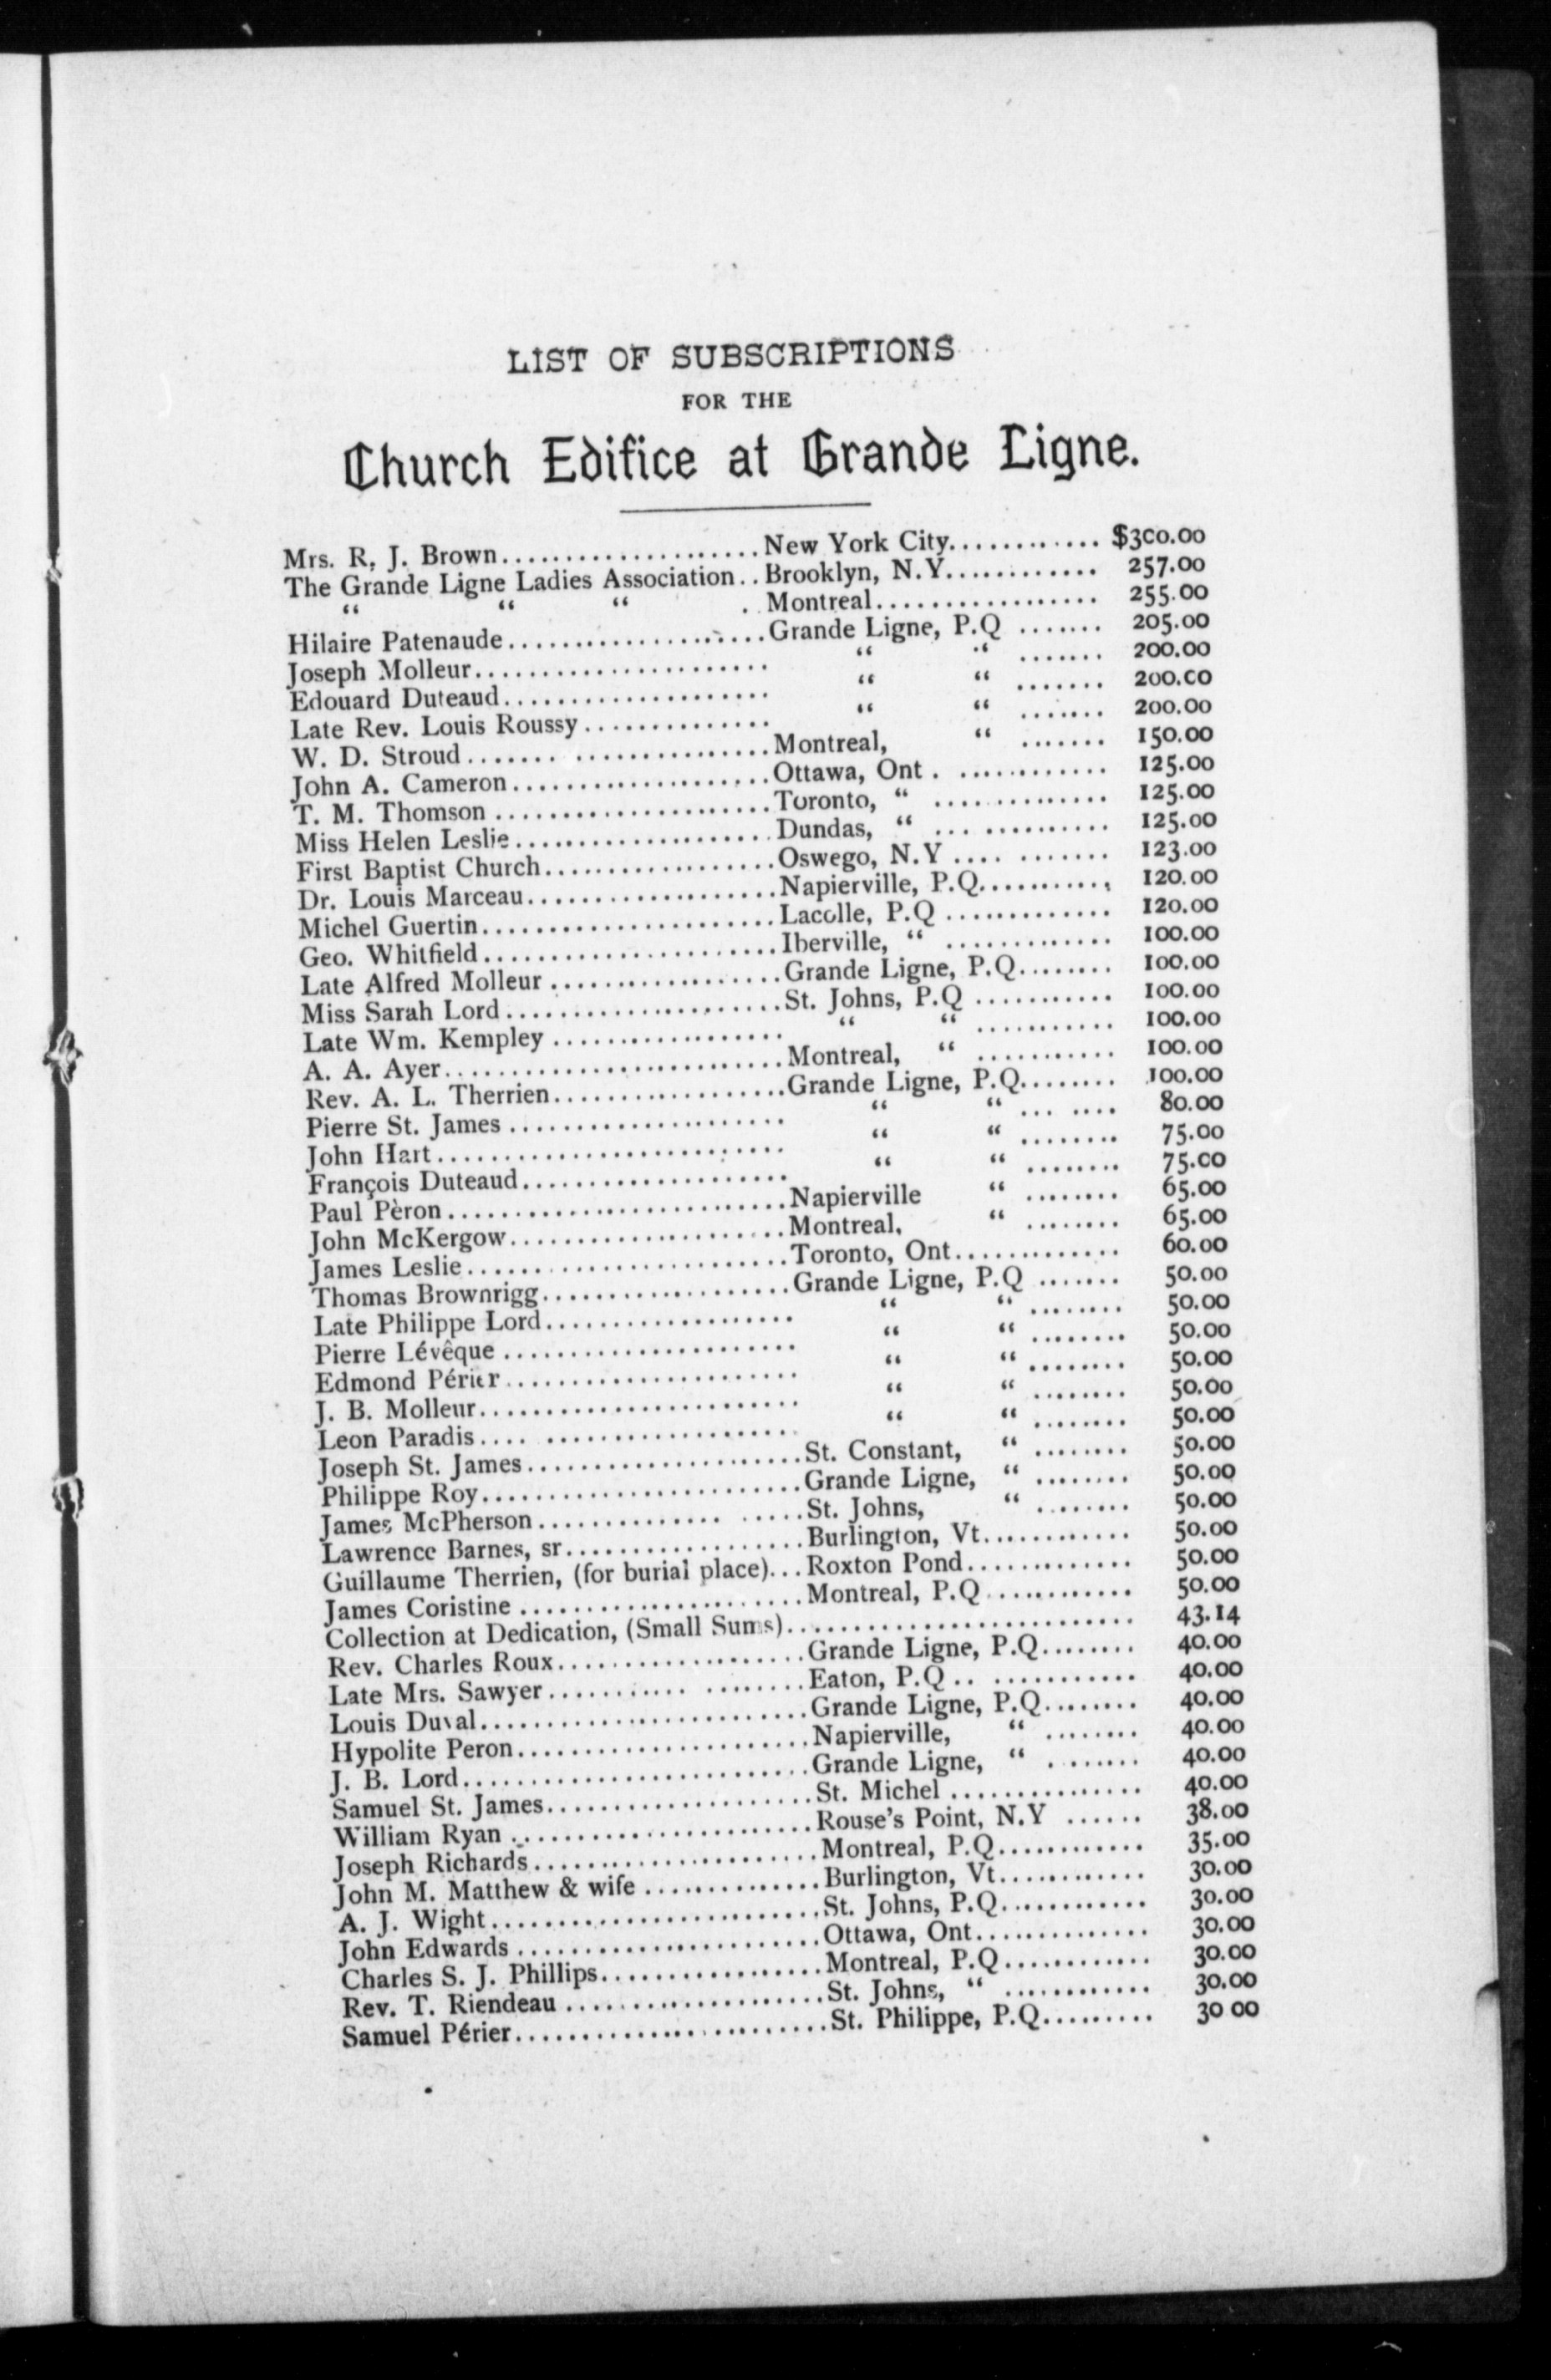 LIST OF SUBSCRIPTIONS
FOR THE
Church Edifice at Grande Ligne.
Mrs. R. J. Brown....................New York City............ $300.00
The Grande Ligne Ladies Association..Brooklyn, N.Y............ 257.00
“ “ “ . Montreal................. 255.00
Hilaire Patenaude....................Grande Ligne, P.Q ....... 205.00
Joseph Molleur...................... “ “ ....... 200.00
Edouard Duteaud.................... “ “ ....... 200.00
Late Rev. Louis Roussy.............. “ “ ....... 200.00
W. D. Stroud....... ...............Montreal, “ ....... 150.00
John A. Cameron....................Ottawa, Ont . ............ 125.00
T. M. Thomson .....................Toronto, “ .............. 125.00
Miss Helen Leslie....................Dundas, “ ... .......... 125.00
First Baptist Church..................Oswego, N.Y .... ....... 123.00
Dr. Louis Marceau...................Napierville, P.Q........... 120.00
Michel Guertin......................Lacolle, P.Q ............. 120.00
Geo. Whitfield......................Iberville, “ ............. 100.00
Late Alfred Molleur ..................Grande Ligne, P.Q........ 100.00
Miss Sarah Lord.....................St. Johns, P.Q ........... 100.00
Late Wm. Kempley .................. “ “ ........... 100.00
A. A. Ayer..........................Montreal, “ ........... 100.00
Rev. A. L. Therrien..................Grande Ligne, P.Q........ 100.00
Pierre St. James ..................... “ “ ... .... 80.00
John Hart........................... “ “ ........ 75.00
François Duteaud.................... “ “ ........ 75.00
Paul Pèron..........................Napierville “ ........ 65.00
John McKergow.....................Montreal, “ ........ 65.00
James Leslie........................Toronto, Ont............. 60.00
Thomas Brownrigg...................Grande Ligne, P.Q ....... 50.00
Late Philippe Lord................... “ “ ........ 50.00
Pierre Lévêque ...................... “ “ ........ 50.00
Edmond Périer...................... “ “ ........ 50.00
J. B. Molleur........................ “ “ ........ 50.00
Leon Paradis.... ................... “ “ ........ 50.00
Joseph St. James.....................St. Constant, “ ........ 50.00
Philippe Roy........................Grande Ligne, “ ........ 50.00
James McPherson.............. .....St. Johns, “ ........ 50.00
Lawrence Barnes, sr..................Burlington, Vt............ 50.00
Guillaume Therrien, (for burial place)...Roxton Pond............. 50.00
James Coristine .....................Montreal, P.Q........... 50.00
Collection at Dedication, (Small Sums).......................... 43.14
Rev. Charles Roux...................Grande Ligne, P.Q........ 40.00
Late Mrs. Sawyer........... ........Eaton, P.Q .. ........... 40.00
Louis Duval.........................Grande Ligne, P.Q........ 40.00
Hypolite Peron......................Napierville, “ ........ 40.00
J. B. Lord..........................Grande Ligne, “ ........ 40.00
Samuel St. James....................St. Michel ............... 40.00
William Ryan .......................Rouse's Point, N.Y ...... 38.00
Joseph Richards......................Montreal, P.Q............ 35.00
John M. Matthew & wife ..............Burlington, Vt............ 30.00
A. J. Wight.........................St. Johns, P.Q............ 30.00
John Edwards .......................Ottawa, Ont.............. 30.00
Charles S. J. Phillips.................Montreal, P.Q............ 30.00
Rev. T. Riendeau ....................St. Johns, “ ............ 30.00
Samuel Périer........................St. Philippe, P.Q......... 30 00